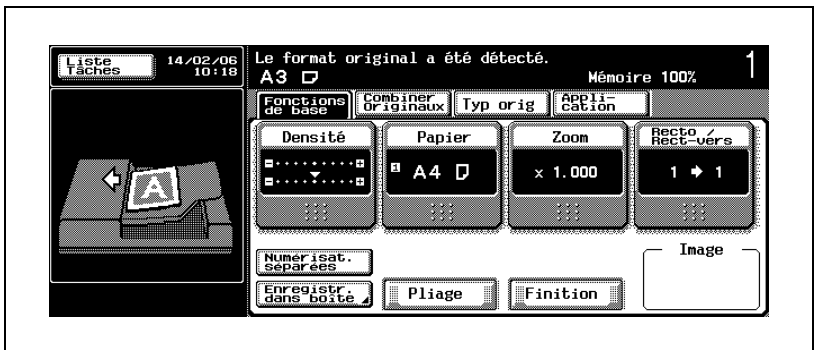 Liste
Tâches
14/02/06
10:18
Le format original a été détecté.
A3
Mémoire 100%
1
Fonctions
de base
Combiner
Originaux
Typ orig
Appli-
cation
Densité
Papier
Zoom
Recto /
Rect-vers
1 A4
× 1.000
1 → 1
A
Numérisat.
séparées
Enregistr.
dans boîte
Pliage
Finition
Image